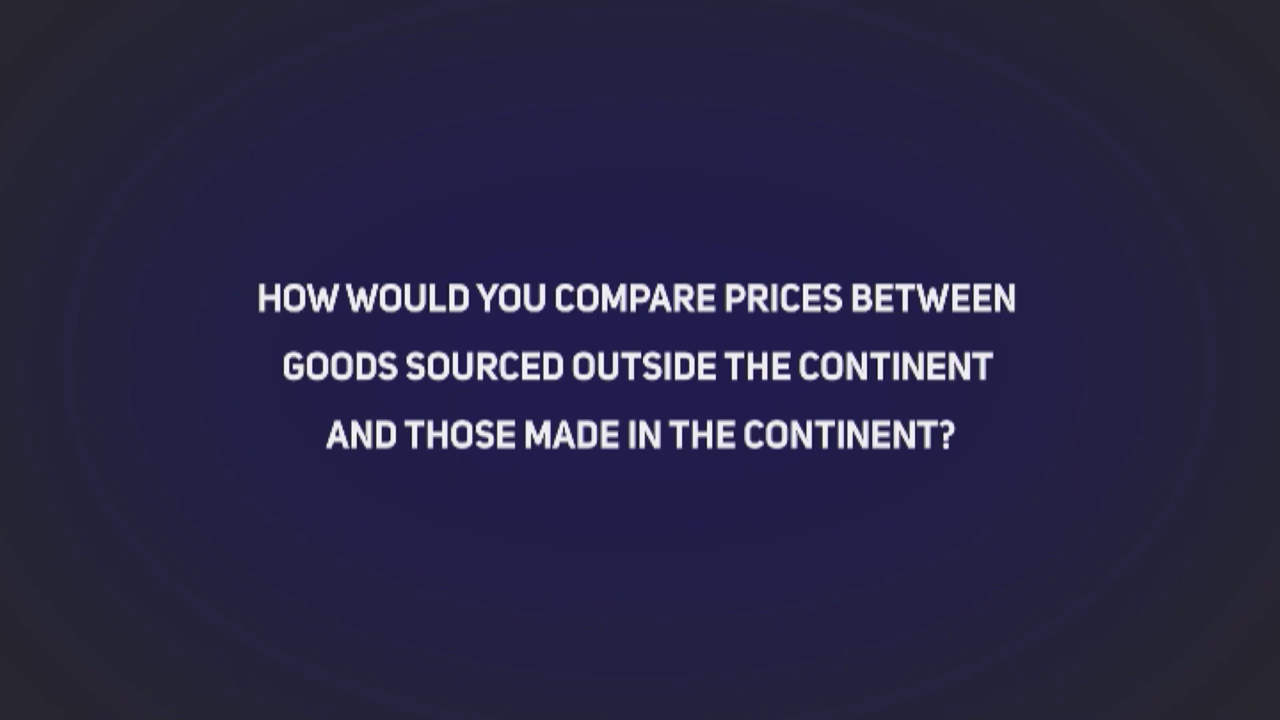 HOW WOULD YOU COMPARE PRICES BETWEEN
GOODS SOURCED OUTSIDE THE CONTINENT
AND THOSE MADE IN THE CONTINENT?